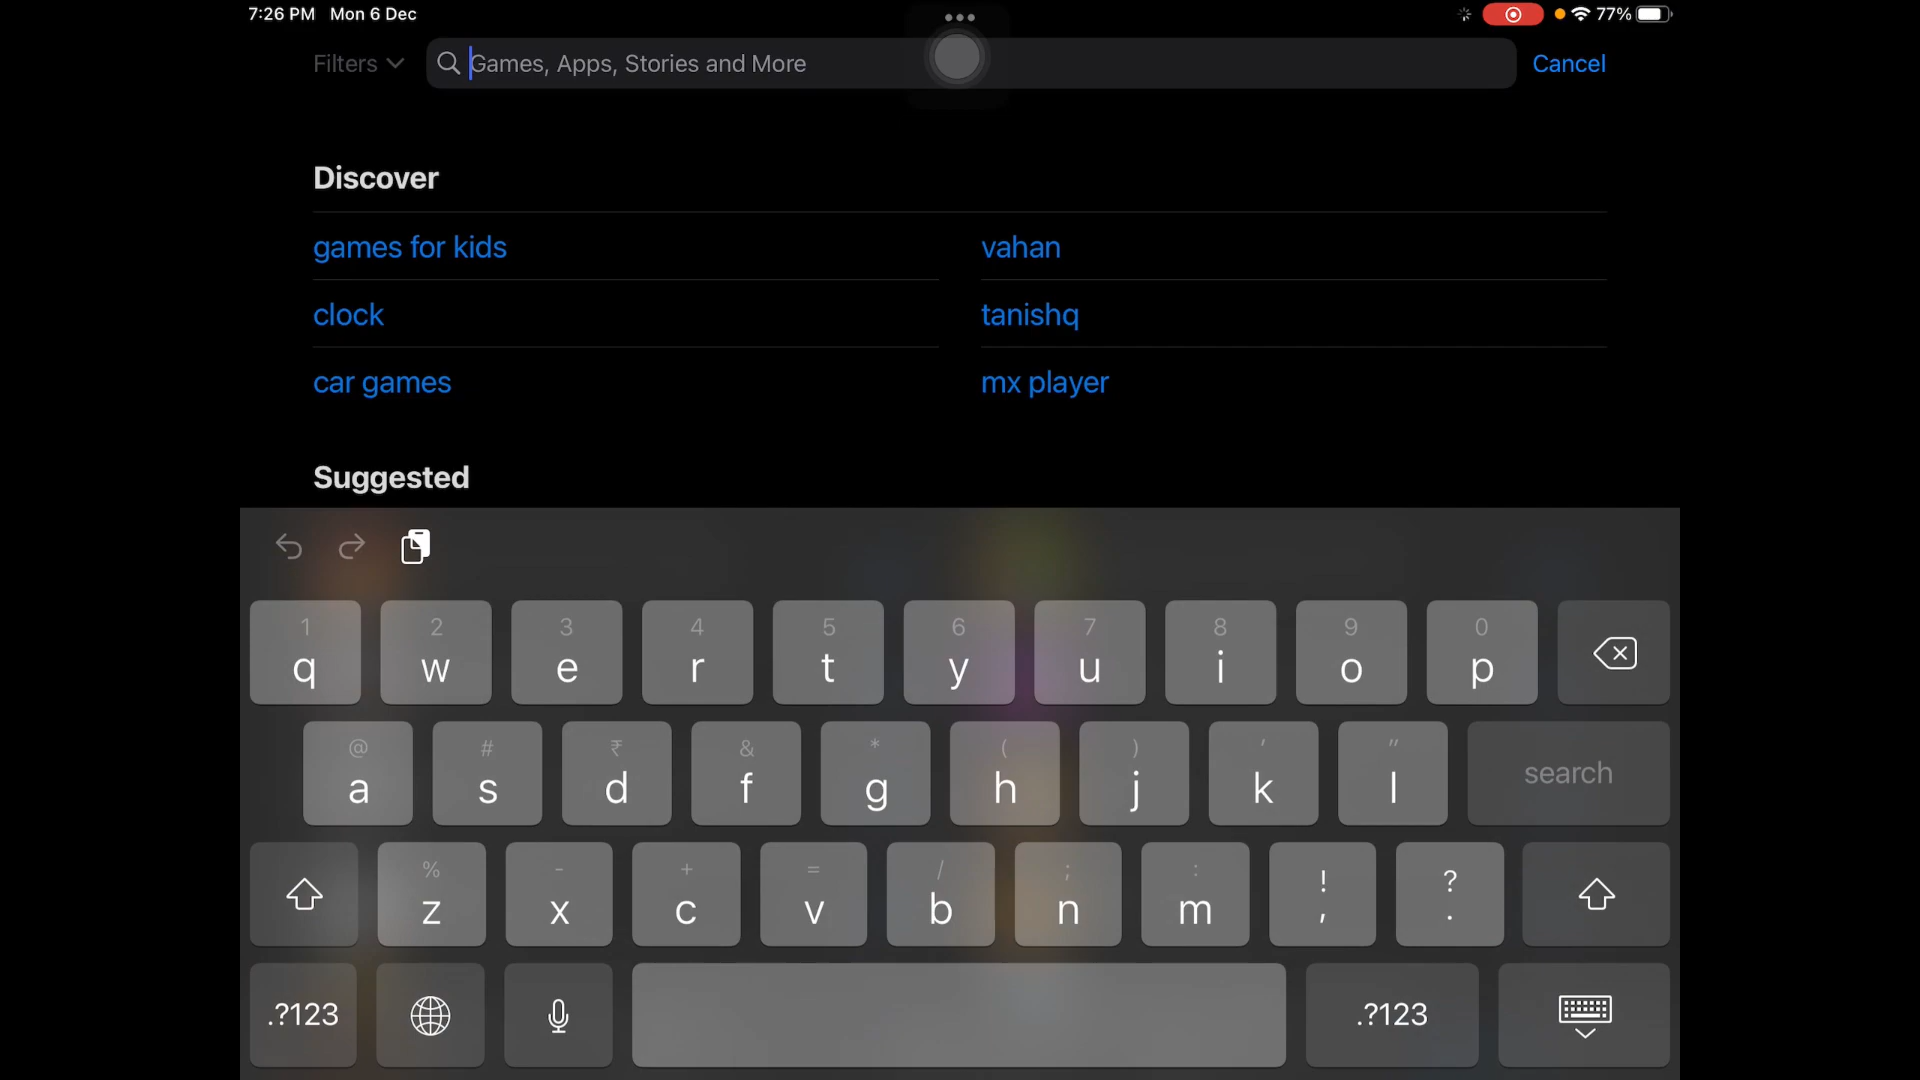 7:26 PM Mon 6 Dec
77%
Filters
Games, Apps, Stories and More
Cancel
Discover
games for kids
vahan
clock
tanishq
car games
mx player
Suggested
1 2 3 4 5 6 7 8 9 0
q w e r t y u i o p
@ # ₹ & * ( ) ' "
a s d f g h j k l search
% - + = / ; : ! ?
z x c v b n m , .
.?123 .?123